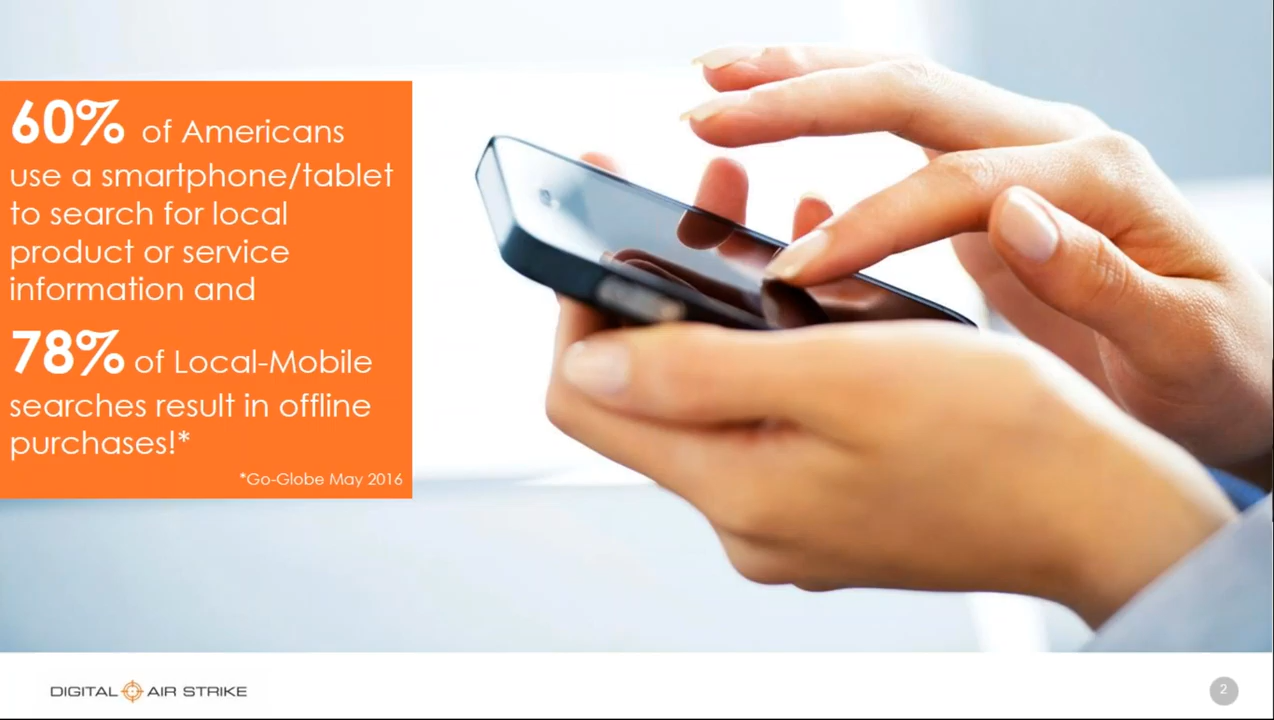 60% of Americans
use a smartphone/tablet
to search for local
product or service
information and
78% of Local-Mobile
searches result in offline
purchases!*
*Go-Globe May 2016
DIGITAL AIR STRIKE
2